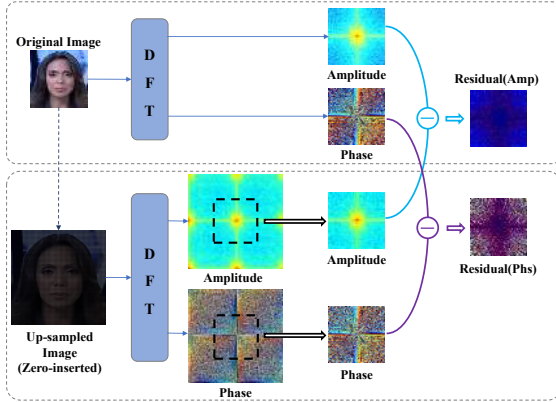 Original Image
D
F
T
Amplitude
Phase
Residual(Amp)
Up-sampled
Image
(Zero-inserted)
D
F
T
Amplitude
Phase
Amplitude
Phase
Residual(Phs)